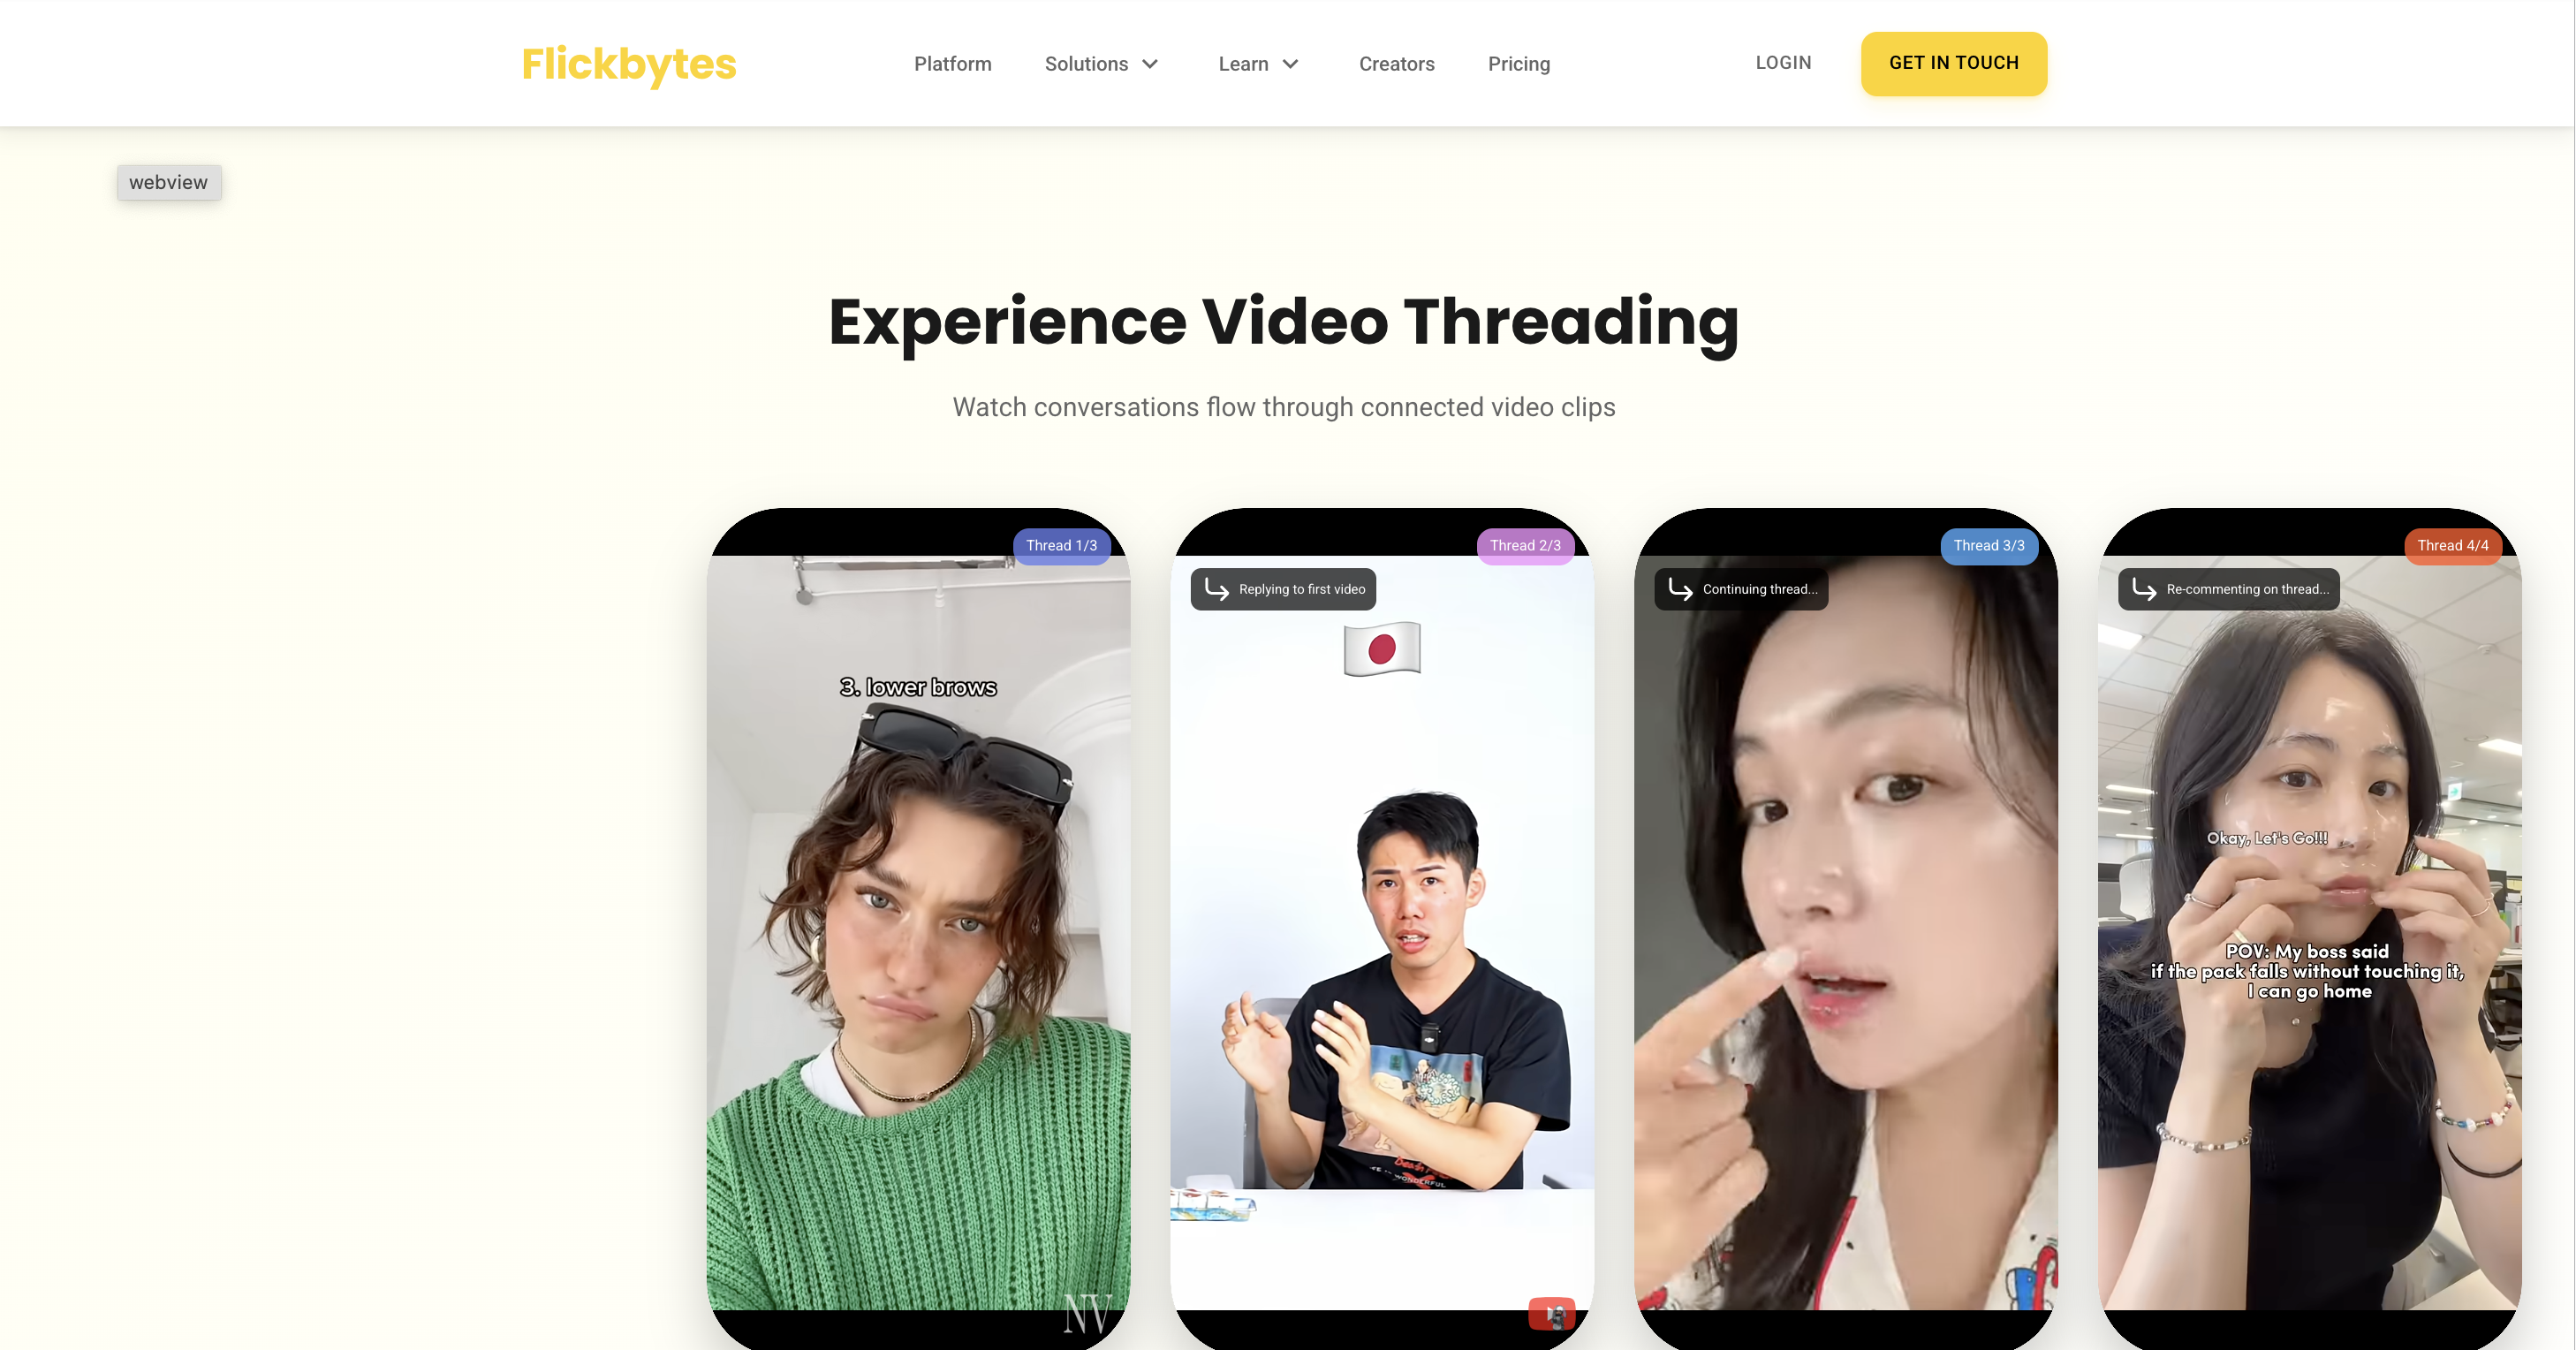 Flickbytes
Platform
Solutions
Learn
Creators
Pricing
LOGIN
GET IN TOUCH
webview
Experience Video Threading
Watch conversations flow through connected video clips
Thread 1/3
3. lower brows
NV
Thread 2/3
Replying to first video
Thread 3/3
Continuing thread...
Thread 4/4
Re-commenting on thread...
Okay, Let's Go!!!
POV: My boss said
if the pack falls without touching it,
I can go home